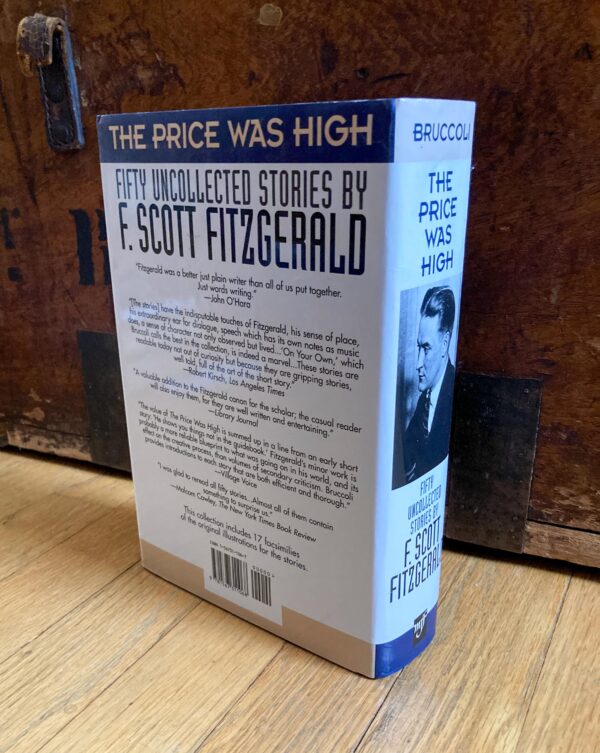 THE PRICE WAS HIGH
FIFTY UNCOLLECTED STORIES BY
F. SCOTT FITZGERALD
"Fitzgerald was a better just plain writer than all of us put together.
Just words writing."
—John O'Hara
"[The stories] have the indisputable touches of Fitzgerald, his sense of place,
his extraordinary ear for dialogue, speech which has its own notes as music
does, a sense of character not only observed but lived...'On Your Own,' which
Bruccoli calls the best in the collection, is indeed a marvel...These stories are
readable today not out of curiosity but because they are gripping stories,
well told, full of the art of the short story."
—Robert Kirsch, Los Angeles Times
"A valuable addition to the Fitzgerald canon for the scholar; the casual reader
will also enjoy them, for they are well written and entertaining."
—Library Journal
"The value of The Price Was High is summed up in a line from an early short
story: 'He shows you things not in the guidebook.' Fitzgerald's minor work is
probably a more reliable blueprint to what was going on in his world, and its
effect on the creative process, than volumes of secondary criticism. Bruccoli
provides introductions to each story that are both efficient and thorough."
—Village Voice
"I was glad to reread all fifty stories...Almost all of them contain
something to surprise us."
—Malcolm Cowley, The New York Times Book Review
This collection includes 17 facsimilies
of the original illustrations for the stories.
ISBN
90000
BRUCCOLI
THE
PRICE
WAS
HIGH
FIFTY
UNCOLLECTED
STORIES BY
F. SCOTT
FITZGERALD